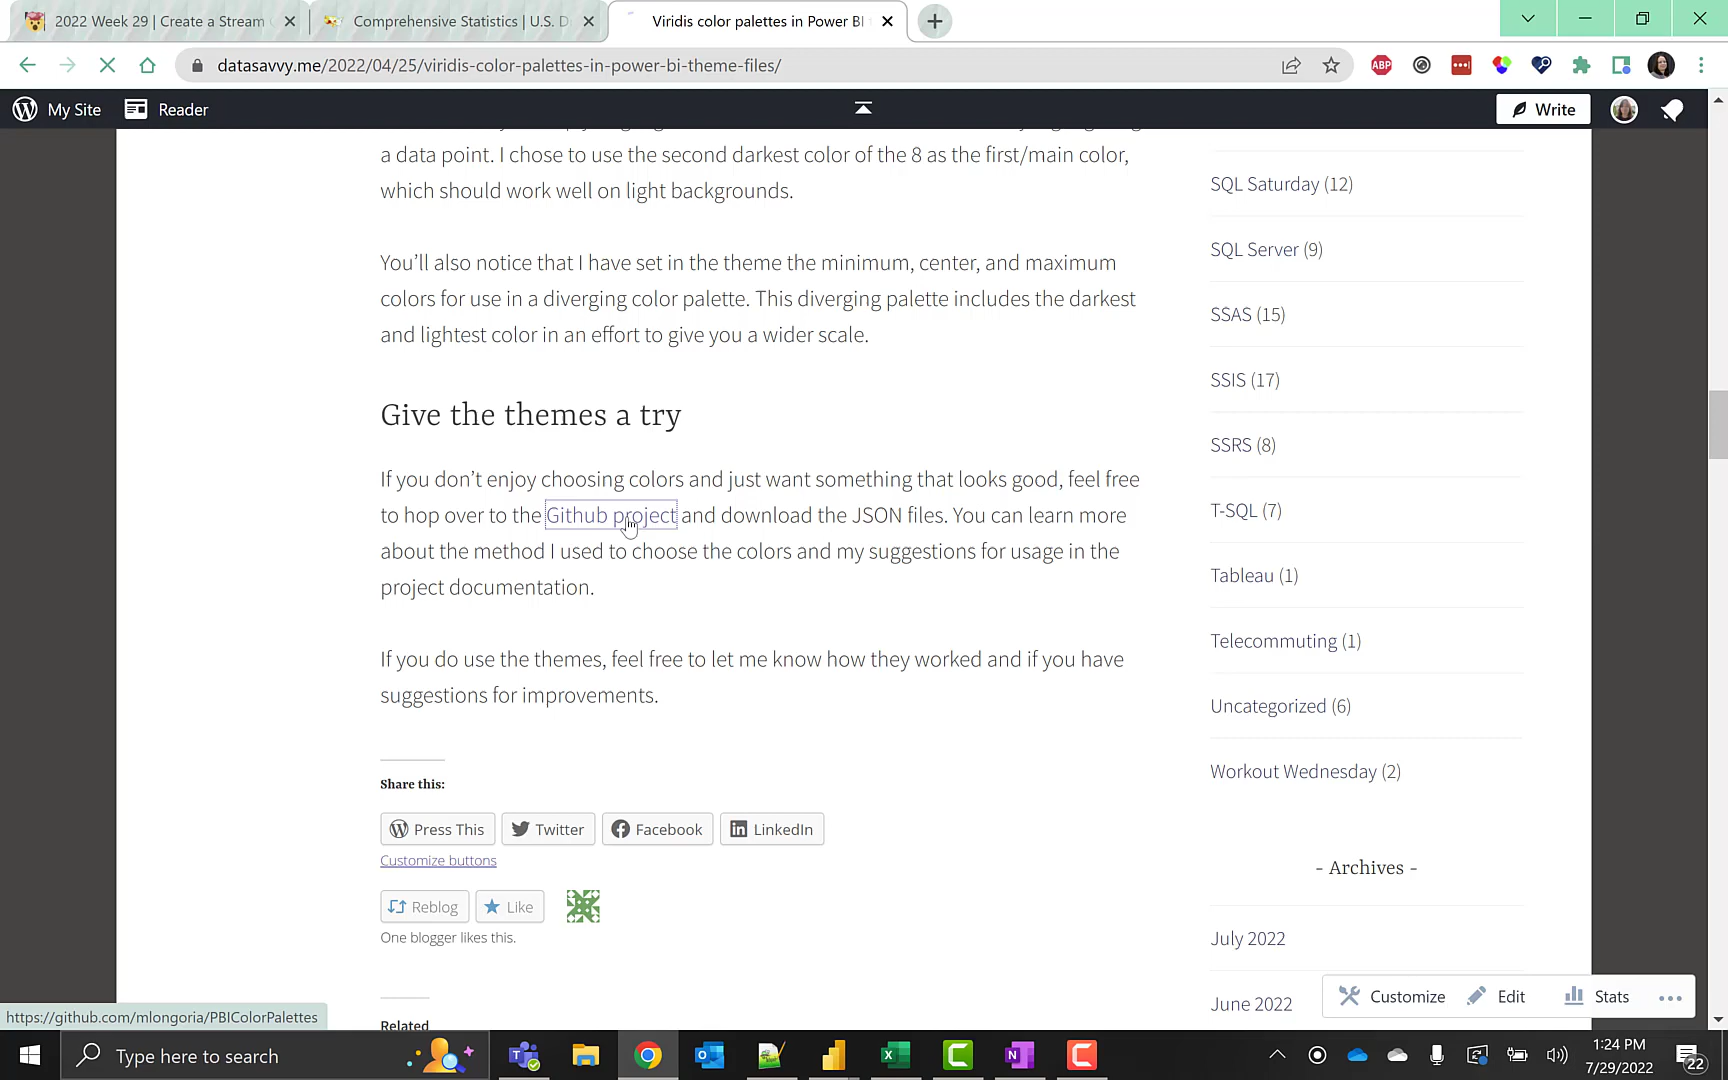 2022 Week 29 | Create a Stream
Comprehensive Statistics | U.S. D
Viridis color palettes in Power BI
datasavvy.me/2022/04/25/viridis-color-palettes-in-power-bi-theme-files/
ABP
My Site
Reader
Write
a data point. I chose to use the second darkest color of the 8 as the first/main color,
which should work well on light backgrounds.
You'll also notice that I have set in the theme the minimum, center, and maximum
colors for use in a diverging color palette. This diverging palette includes the darkest
and lightest color in an effort to give you a wider scale.
Give the themes a try
If you don't enjoy choosing colors and just want something that looks good, feel free
to hop over to the Github project and download the JSON files. You can learn more
about the method I used to choose the colors and my suggestions for usage in the
project documentation.
If you do use the themes, feel free to let me know how they worked and if you have
suggestions for improvements.
Share this:
Press This
Twitter
Facebook
LinkedIn
Customize buttons
Reblog
Like
One blogger likes this.
Related
SQL Saturday (12)
SQL Server (9)
SSAS (15)
SSIS (17)
SSRS (8)
T-SQL (7)
Tableau (1)
Telecommuting (1)
Uncategorized (6)
Workout Wednesday (2)
- Archives -
July 2022
June 2022
Customize
Edit
Stats
https://github.com/mlongoria/PBIColorPalettes
Type here to search
1:24 PM
7/29/2022
22